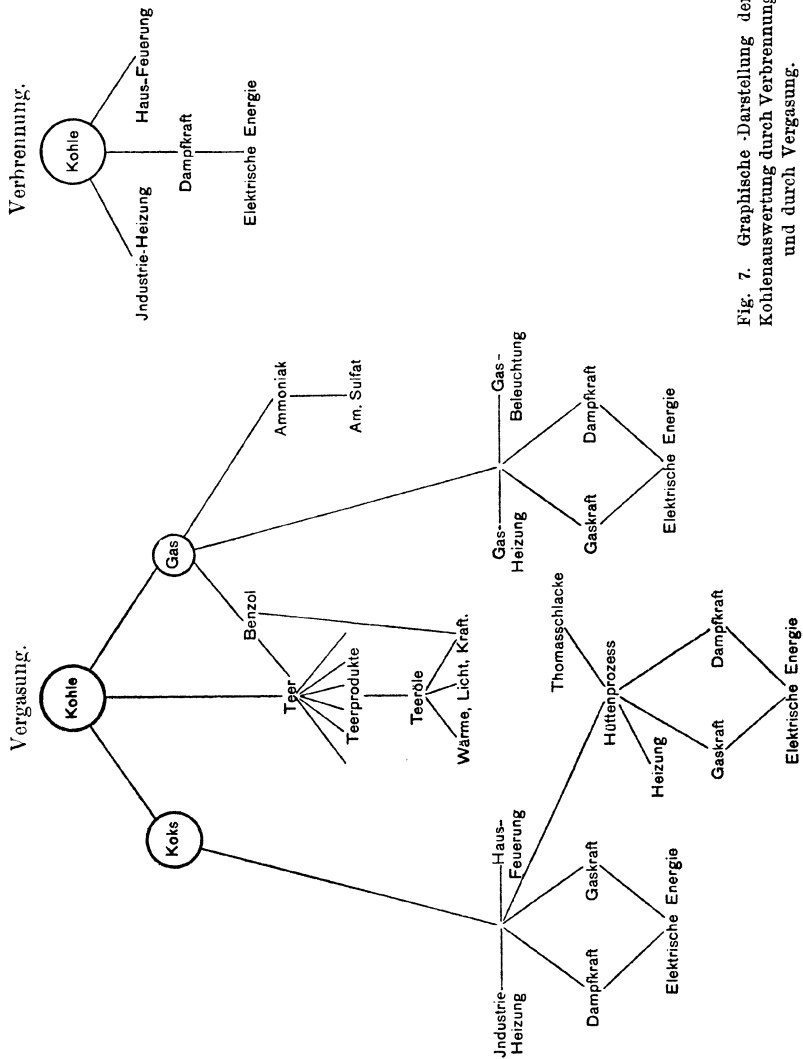 Vergasung.
Kohle
Koks
Gas
Teer
Benzol
Ammoniak
Am. Sulfat
Teerprodukte
Teeröle
Wärme, Licht, Kraft.
Jndustrie-
Heizung
Haus-
Feuerung
Dampfkraft
Gaskraft
Elektrische Energie
Thomasschlacke
Hüttenprozess
Heizung
Gaskraft
Dampfkraft
Elektrische Energie
Gas-
Heizung
Gas-
Beleuchtung
Gaskraft
Dampfkraft
Elektrische Energie
Verbrennung.
Kohle
Jndustrie-Heizung
Haus-Feuerung
Dampfkraft
Elektrische Energie
Fig. 7. Graphische Darstellung der
Kohlenauswertung durch Verbrennung
und durch Vergasung.